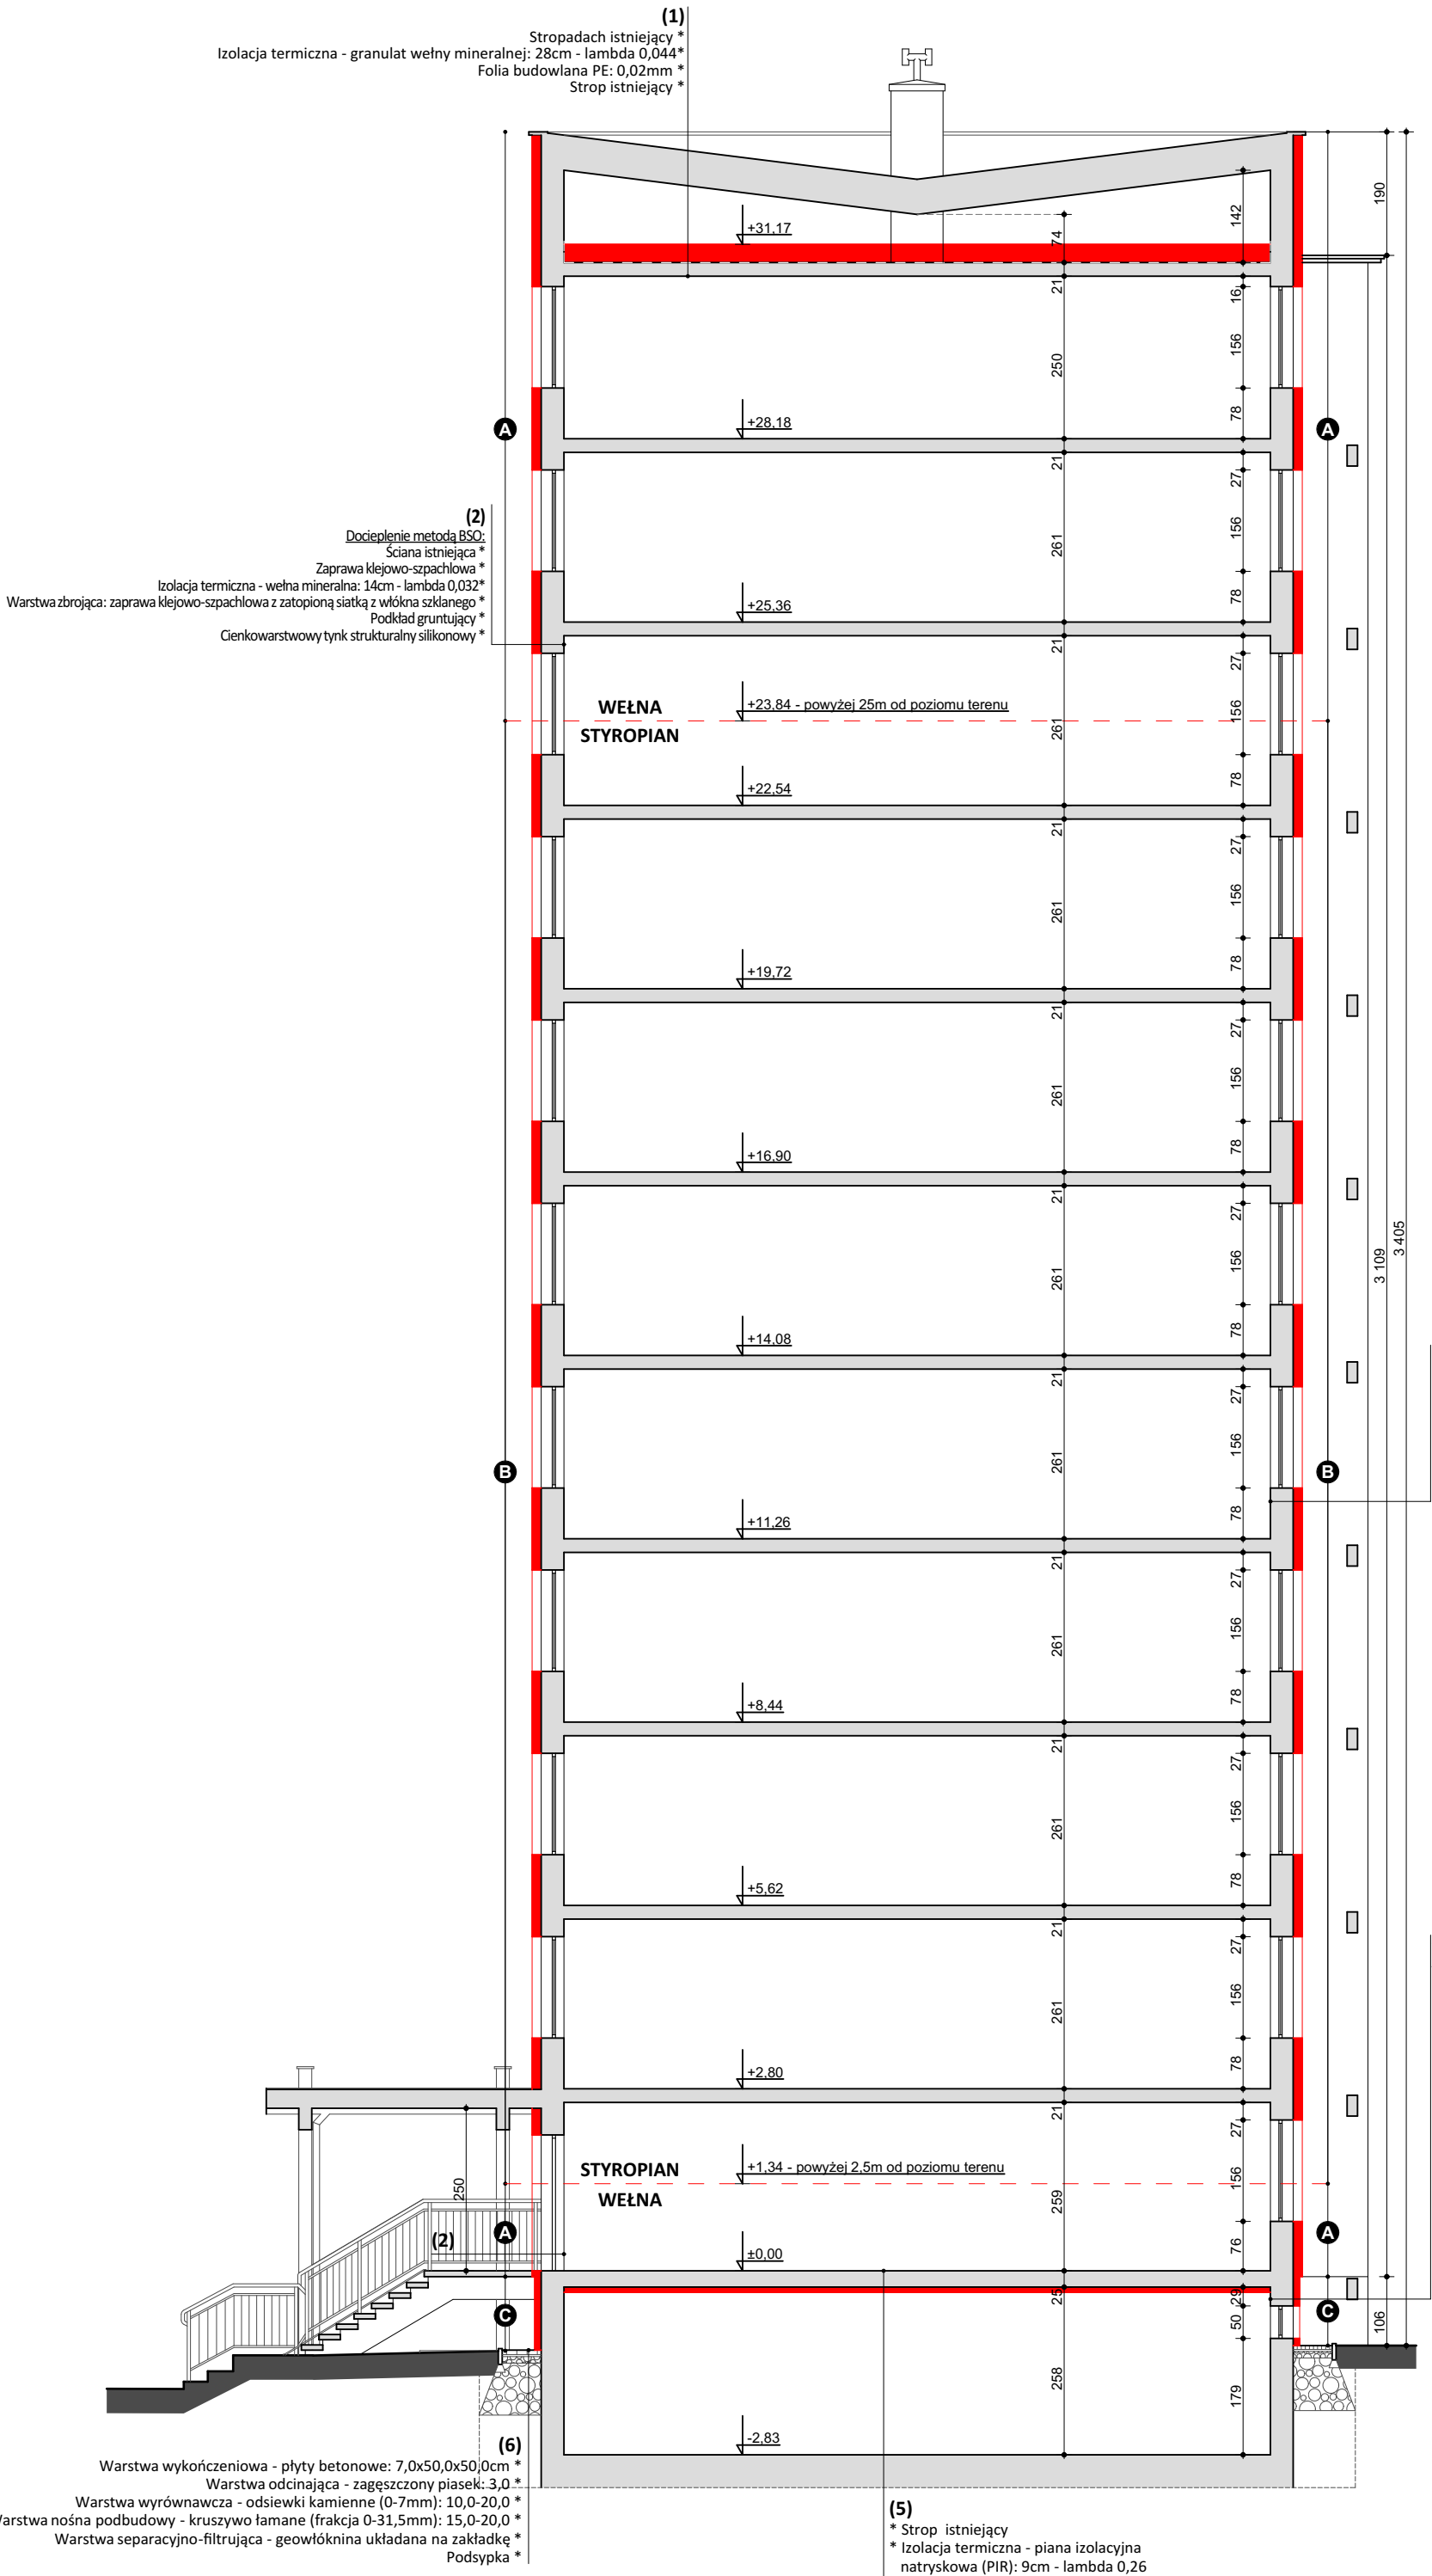 (1)
Stropadach istniejący *
Izolacja termiczna - granulat wełny mineralnej: 28cm - lambda 0,044*
Folia budowlana PE: 0,02mm *
Strop istniejący *
190
142
+31,17
74
21
16
156
250
78
A
+28,18
A
21
27
(2)
Docieplenie metodą BSO:
Ściana istniejąca *
Zaprawa klejowo-szpachlowa *
Izolacja termiczna - wełna mineralna: 14cm - lambda 0,032*
Warstwa zbrojąca: zaprawa klejowo-szpachlowa z zatopioną siatką z włókna szklanego *
Podkład gruntujący *
Cienkowarstwowy tynk strukturalny silikonowy *
156
261
78
+25,36
21
27
WEŁNA
+23,84 - powyżej 25m od poziomu terenu
STYROPIAN
156
261
78
+22,54
21
27
156
261
78
+19,72
21
27
156
261
78
+16,90
21
27
3 405
3 109
156
261
78
+14,08
21
27
156
261
B
B
78
+11,26
21
27
156
261
78
+8,44
21
27
156
261
78
+5,62
21
27
156
261
78
+2,80
21
27
STYROPIAN
+1,34 - powyżej 2,5m od poziomu terenu
WEŁNA
250
156
259
(2)
A
A
76
±0,00
25
29
C
C
50
106
258
179
-2,83
(6)
Warstwa wykończeniowa - płyty betonowe: 7,0x50,0x50,0cm *
Warstwa odcinająca - zagęszczony piasek: 3,0 *
Warstwa wyrównawcza - odsiewki kamienne (0-7mm): 10,0-20,0 *
arstwa nośna podbudowy - kruszywo łamane (frakcja 0-31,5mm): 15,0-20,0 *
Warstwa separacyjno-filtrująca - geowłóknina układana na zakładkę *
Podsypka *
(5)
* Strop istniejący
* Izolacja termiczna - piana izolacyjna
natryskowa (PIR): 9cm - lambda 0,26